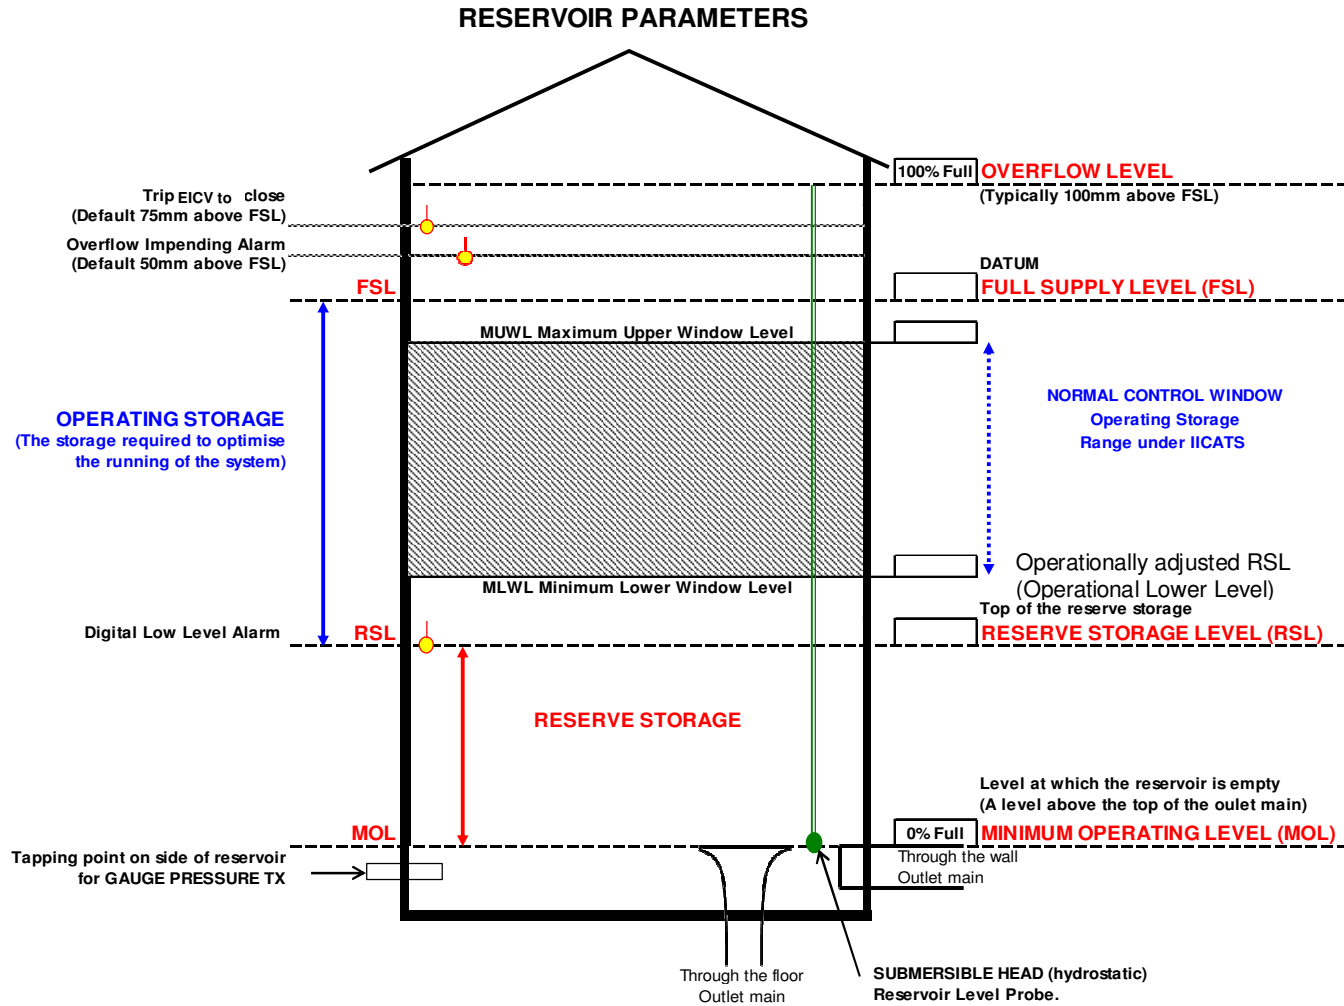 RESERVOIR PARAMETERS
100% Full
OVERFLOW LEVEL
(Typically 100mm above FSL)
Trip EICV to close
(Default 75mm above FSL)
Overflow Impending Alarm
(Default 50mm above FSL)
DATUM
FSL
FULL SUPPLY LEVEL (FSL)
MUWL Maximum Upper Window Level
OPERATING STORAGE
(The storage required to optimise
the running of the system)
NORMAL CONTROL WINDOW
Operating Storage
Range under IICATS
MLWL Minimum Lower Window Level
Operationally adjusted RSL
(Operational Lower Level)
Top of the reserve storage
Digital Low Level Alarm
RSL
RESERVE STORAGE LEVEL (RSL)
RESERVE STORAGE
Level at which the reservoir is empty
(A level above the top of the oulet main)
MOL
0% Full
MINIMUM OPERATING LEVEL (MOL)
Tapping point on side of reservoir
for GAUGE PRESSURE TX
Through the wall
Outlet main
Through the floor
Outlet main
SUBMERSIBLE HEAD (hydrostatic)
Reservoir Level Probe.